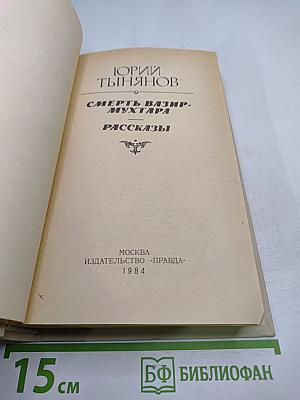 ЮРИЙ
ТЫНЯНОВ
СМЕРТЬ ВАЗИР-
МУХТАРА
РАССКАЗЫ
МОСКВА
ИЗДАТЕЛЬСТВО «ПРАВДА»
1984
15 СМ
БФ БИБЛИОФАН